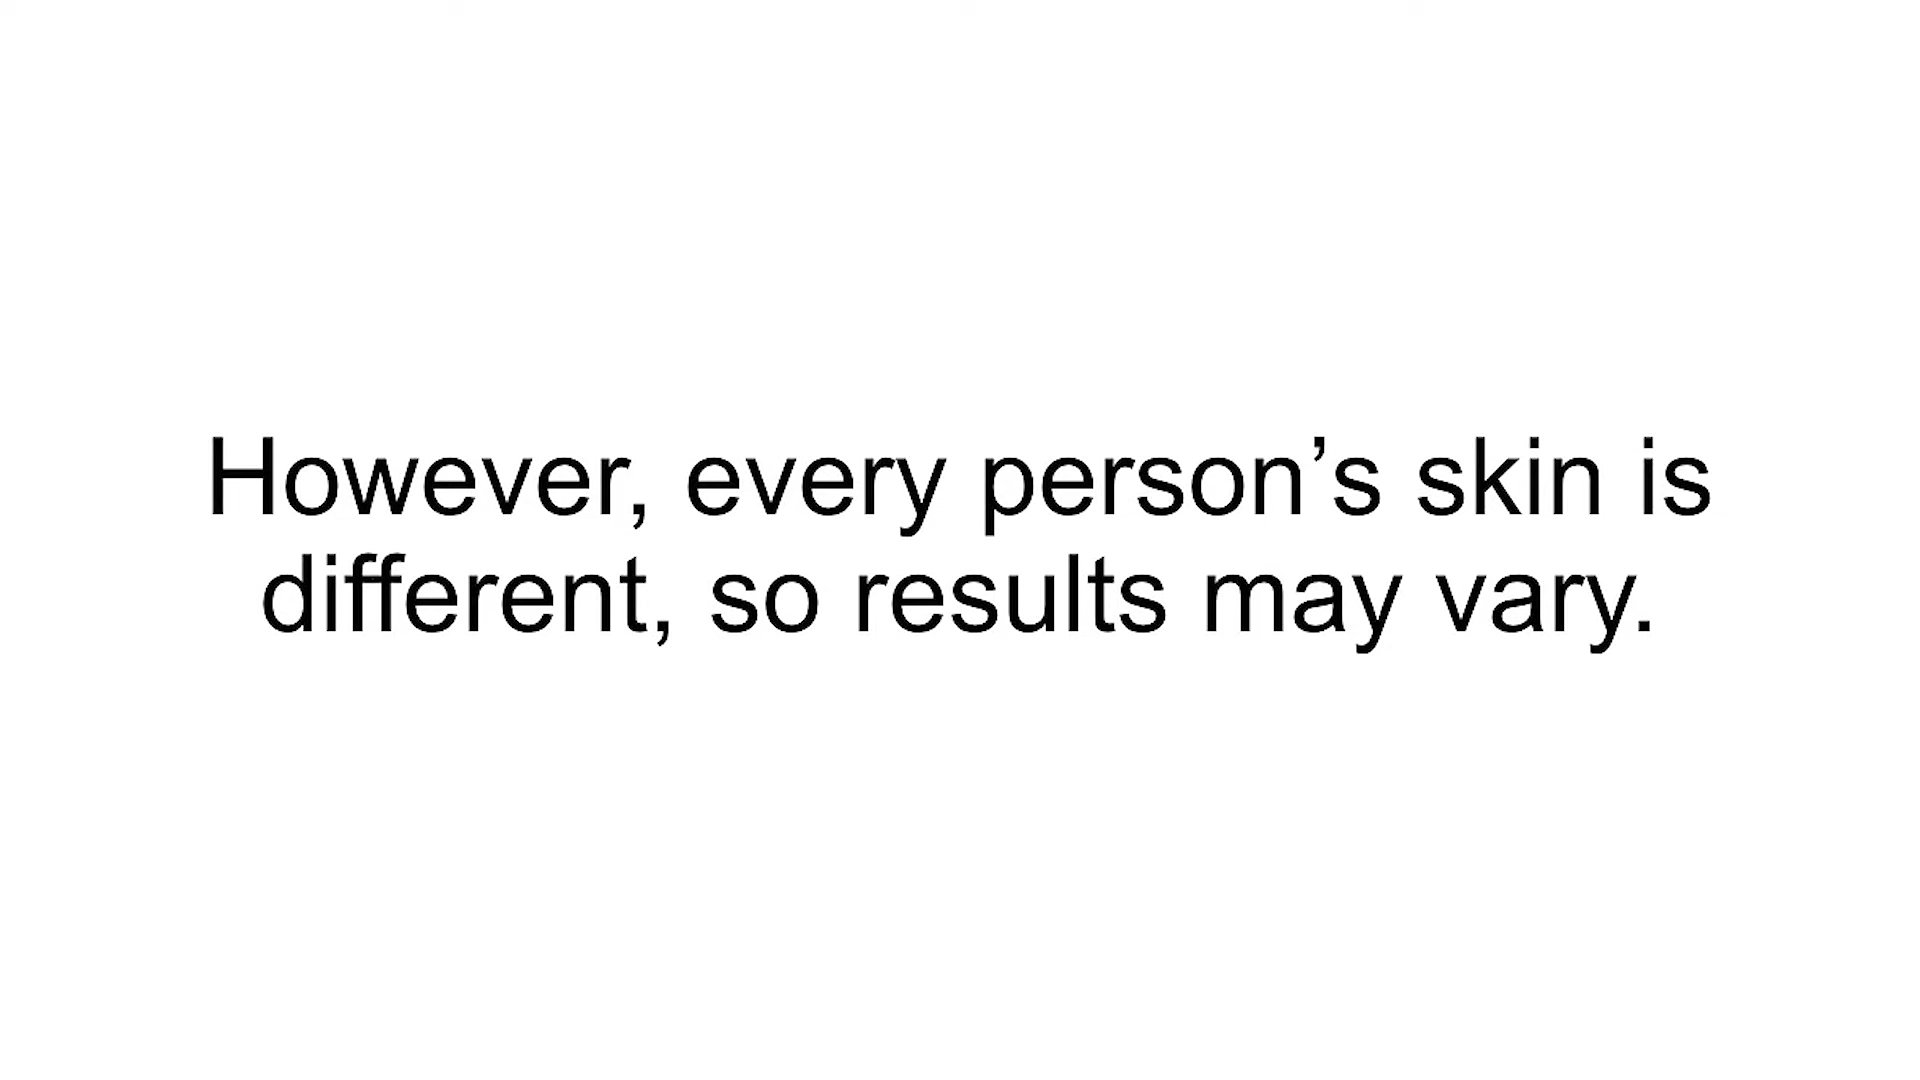 However, every person’s skin is
different, so results may vary.